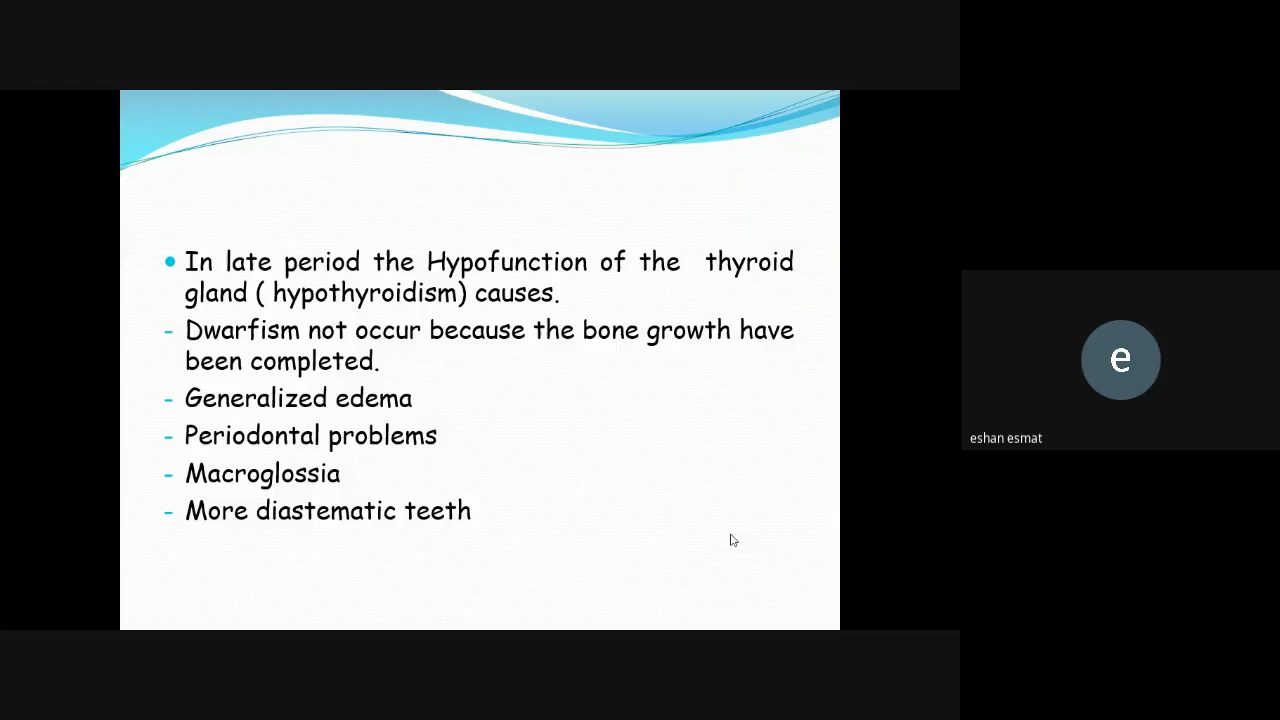 In late period the Hypofunction of the thyroid
gland ( hypothyroidism) causes.
- Dwarfism not occur because the bone growth have
been completed.
- Generalized edema
- Periodontal problems
- Macroglossia
- More diastematic teeth
e
eshan esmat